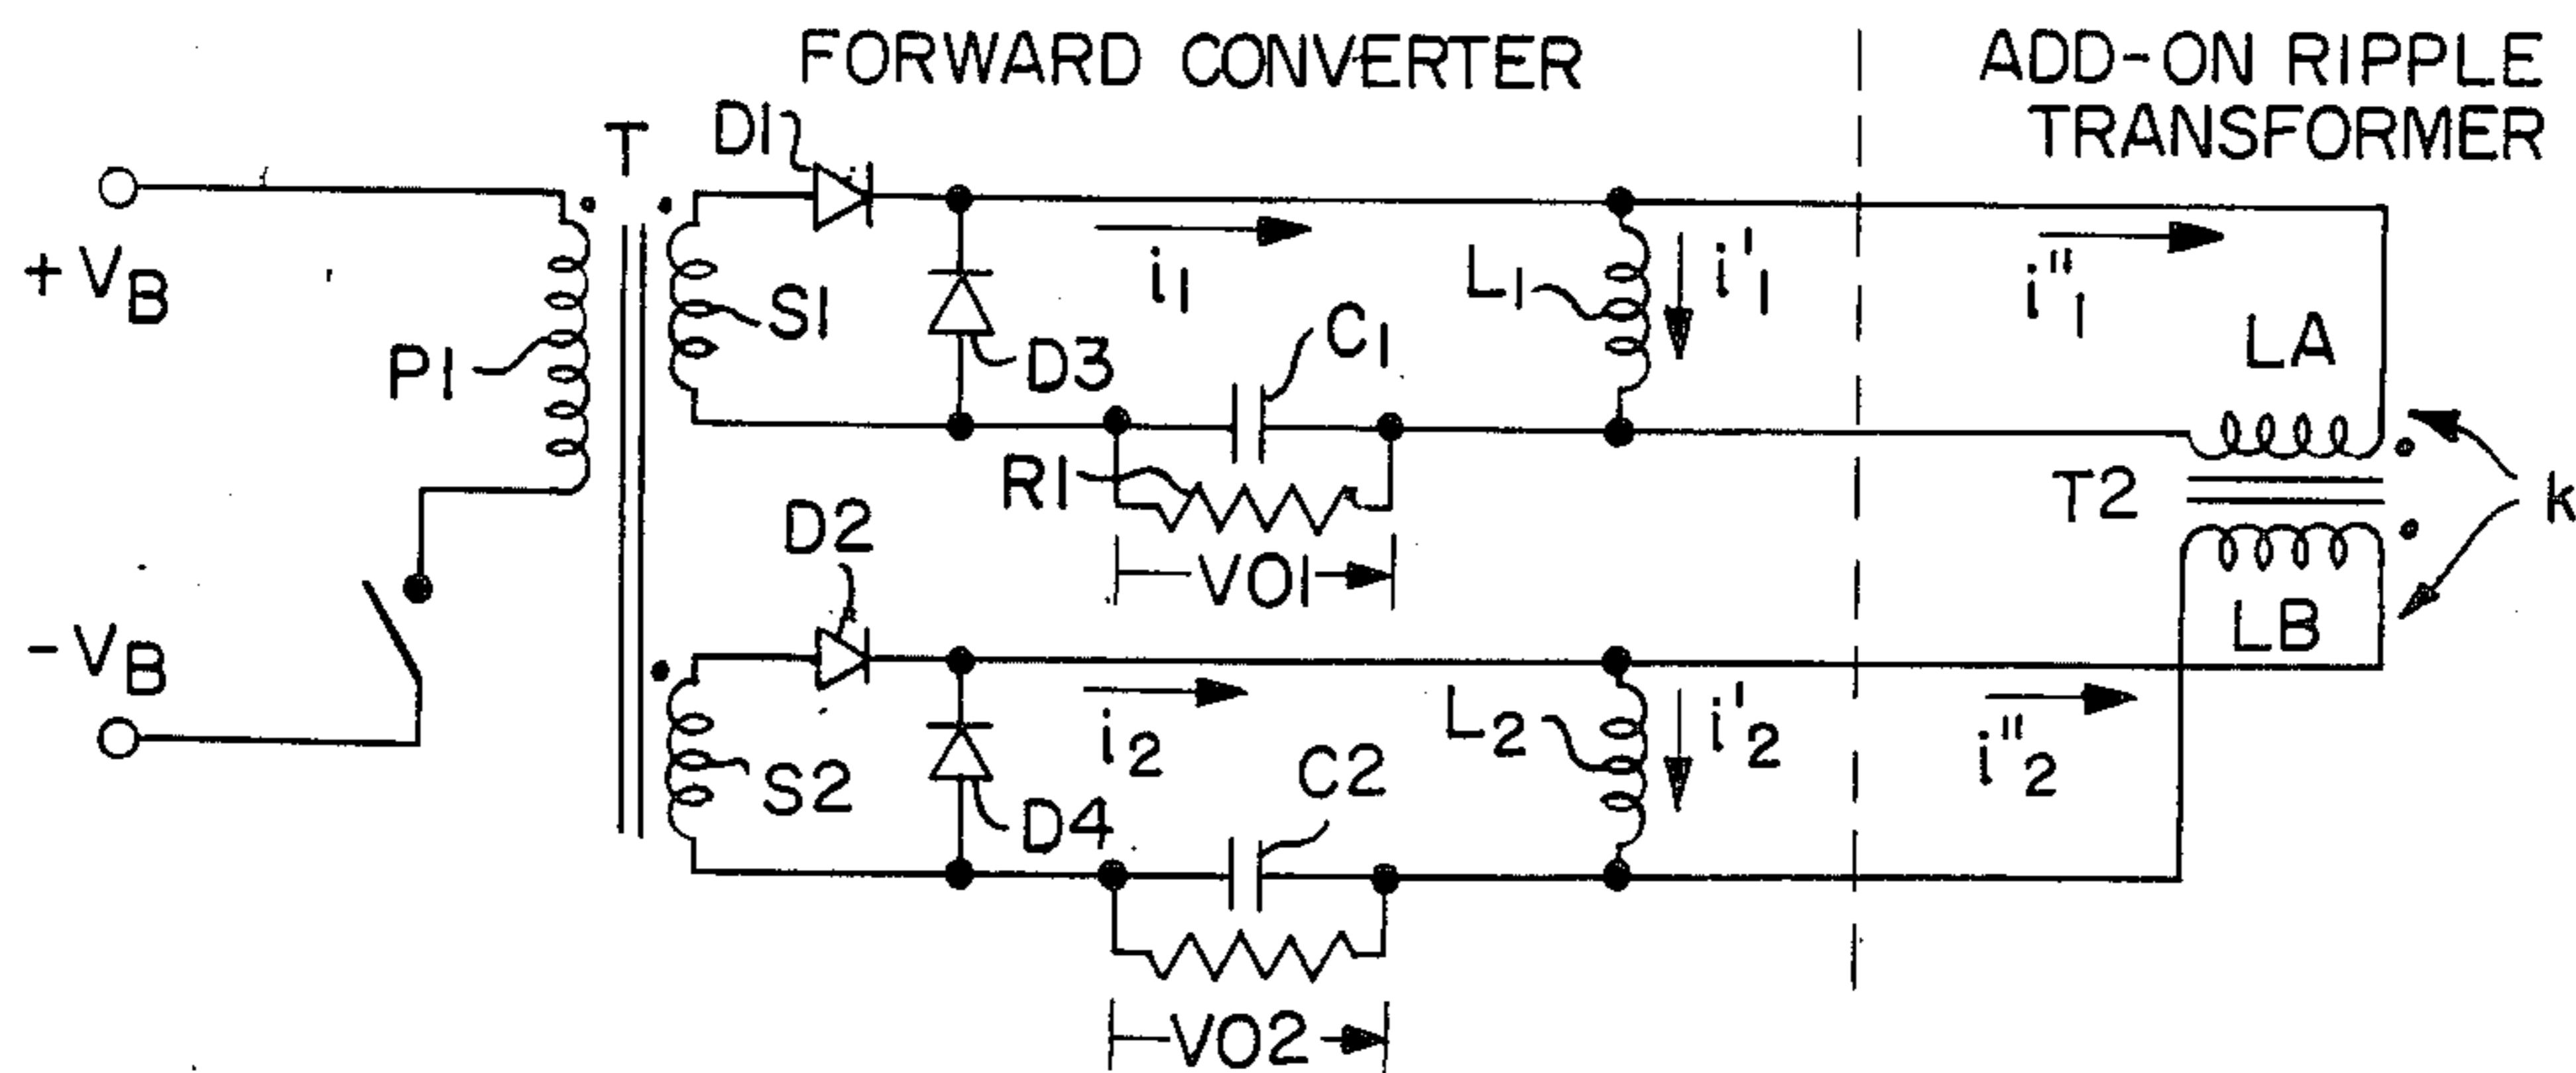 FORWARD CONVERTER
ADD-ON RIPPLE
TRANSFORMER
T
D1
+VB
P1
S1
D3
i1
C1
L1
i'1
i"1
LA
R1
T2
k
VO1
D2
-VB
LB
S2
D4
i2
C2
L2
i'2
i"2
VO2